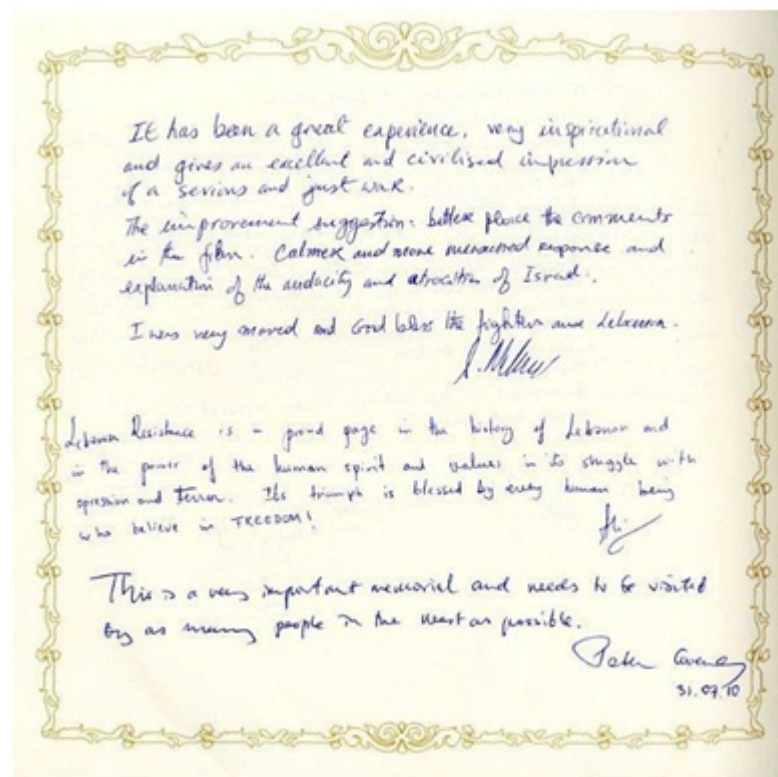 It has been a great experience, very inspirational
and gives an excellent and civilised impression
of a serious and just war.
The improvement suggestion: better place the comments
in the film. Calmer and more measured response and
explanation of the audacity and atrocities of Israel.
I was very moved and God bless the fighters and Lebanon.
Lebanon Resistance is a proud page in the history of Lebanon and
in the power of the human spirit and values in its struggle with
opression and Terror. Its triumph is blessed by every human being
who believe in FREEDOM!
This is a very important memorial and needs to be visited
by as many people in the West as possible.
Peter
31.07.10